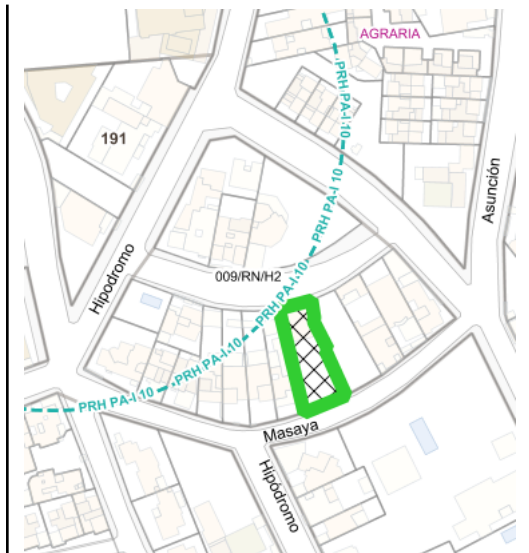 AGRARIA
PRH PA-I 10
191
PRH PA-I 10
Asunción
PRH PA-I 10
Hipodromo
009/RN/H2
PRH PA-I-10
PRH PA-I-10
PRH PA-I-10
Masaya
Hipódromo